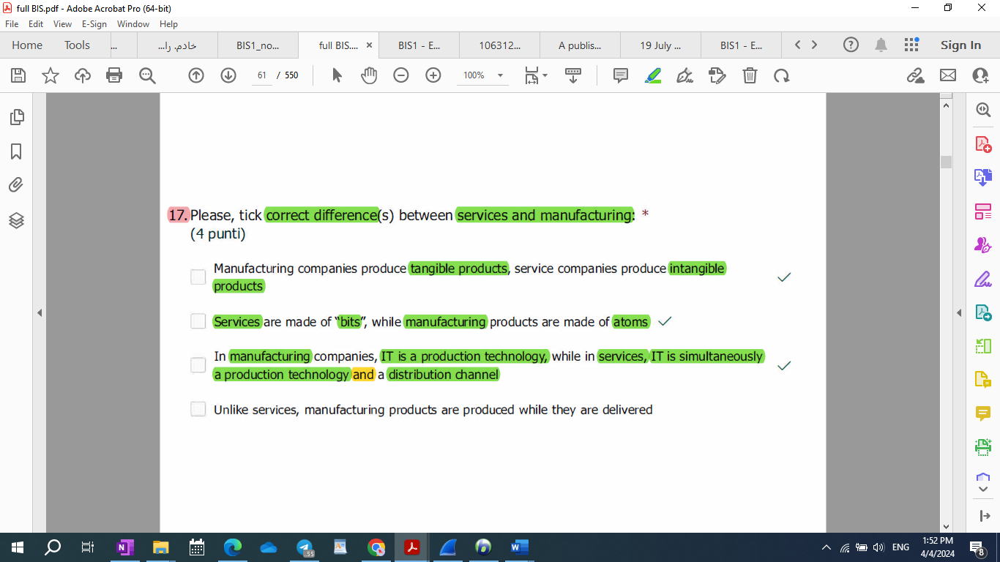 full BIS.pdf - Adobe Acrobat Pro (64-bit)
File Edit View E-Sign Window Help
Home Tools ... ...خادم. را BIS1_no... full BIS.... × BIS1 - E... 106312... A publis... 19 July ... BIS1 - E... Sign In
61 / 550 100%
17. Please, tick correct difference(s) between services and manufacturing: *
(4 punti)
Manufacturing companies produce tangible products, service companies produce intangible
products
Services are made of “bits”, while manufacturing products are made of atoms
In manufacturing companies, IT is a production technology, while in services, IT is simultaneously
a production technology and a distribution channel
Unlike services, manufacturing products are produced while they are delivered
N 55 W ENG 1:52 PM
4/4/2024 8